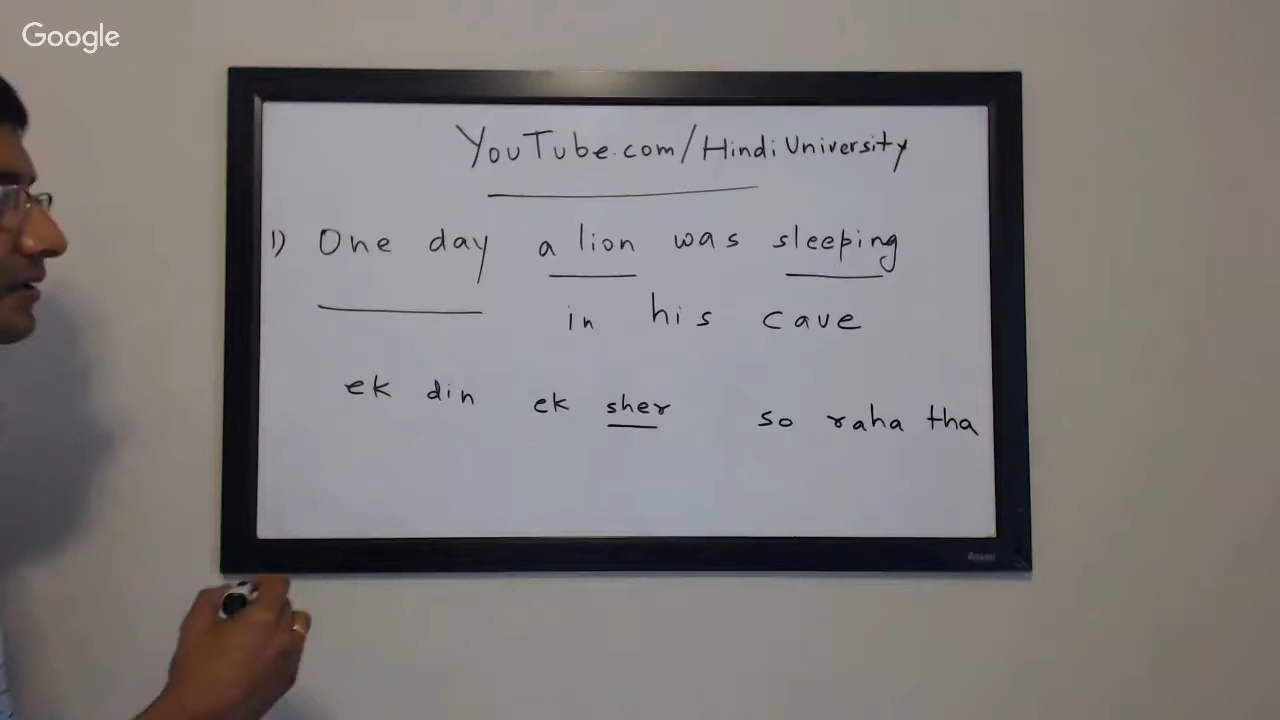 Google
YouTube.com/HindiUniversity
1) One day a lion was sleeping
in his cave
ek din ek sher so raha tha